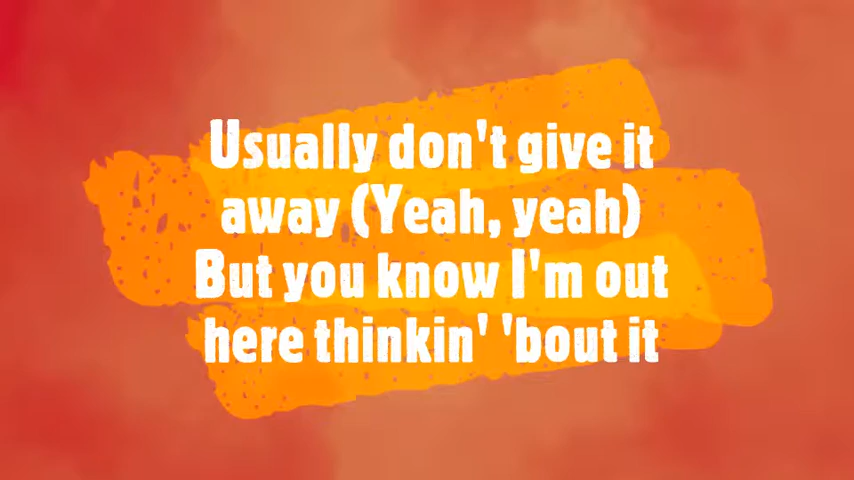 Usually don't give it
away (Yeah, yeah)
But you know I'm out
here thinkin' 'bout it